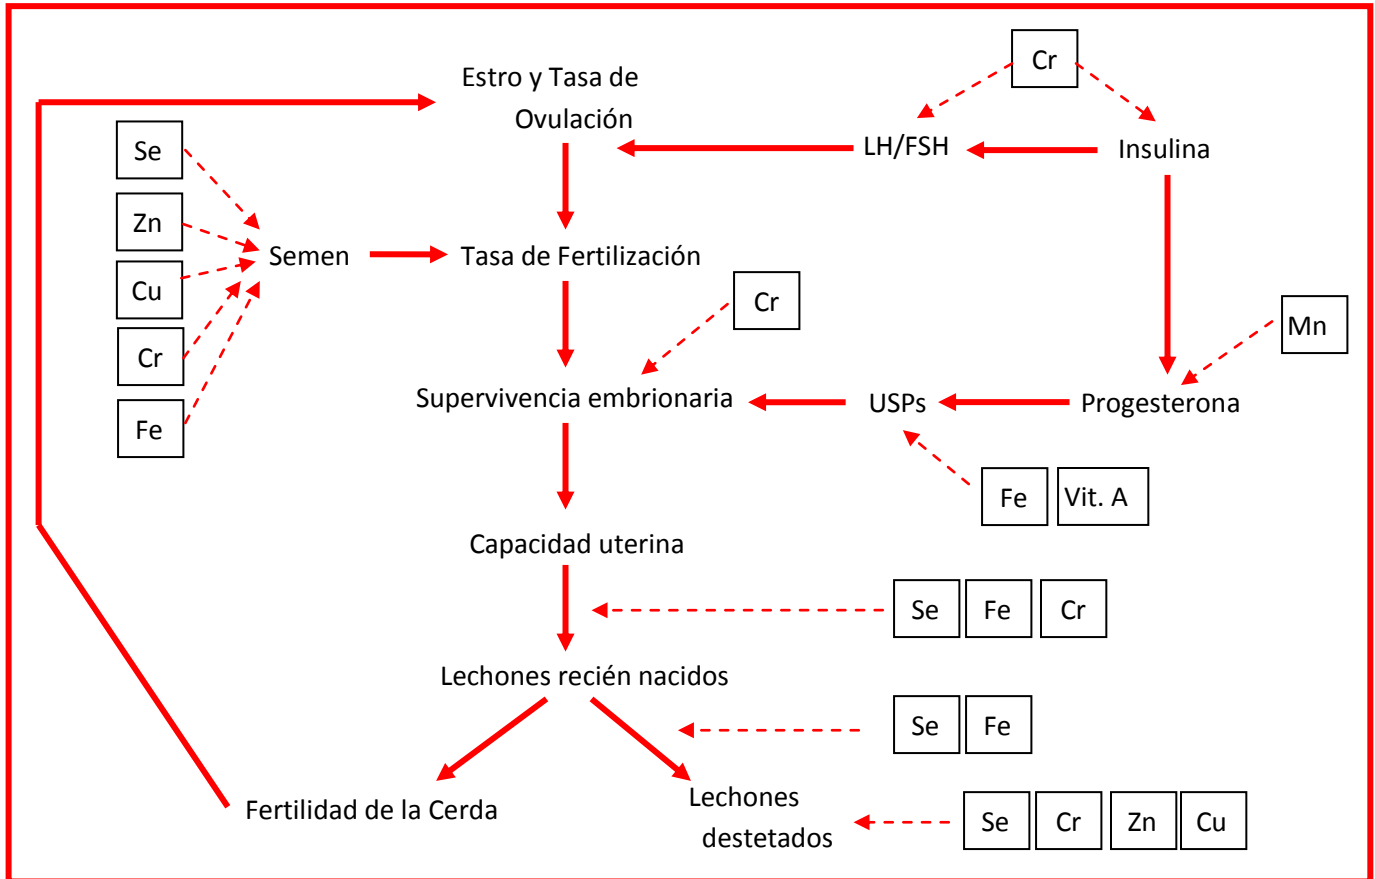 Cr
Estro y Tasa de
Ovulación
LH/FSH
Insulina
Se
Zn
Semen
Tasa de Fertilización
Cu
Cr
Cr
Mn
Fe
Supervivencia embrionaria
USPs
Progesterona
Fe
Vit. A
Capacidad uterina
Se
Fe
Cr
Lechones recién nacidos
Se
Fe
Fertilidad de la Cerda
Lechones
destetados
Se
Cr
Zn
Cu